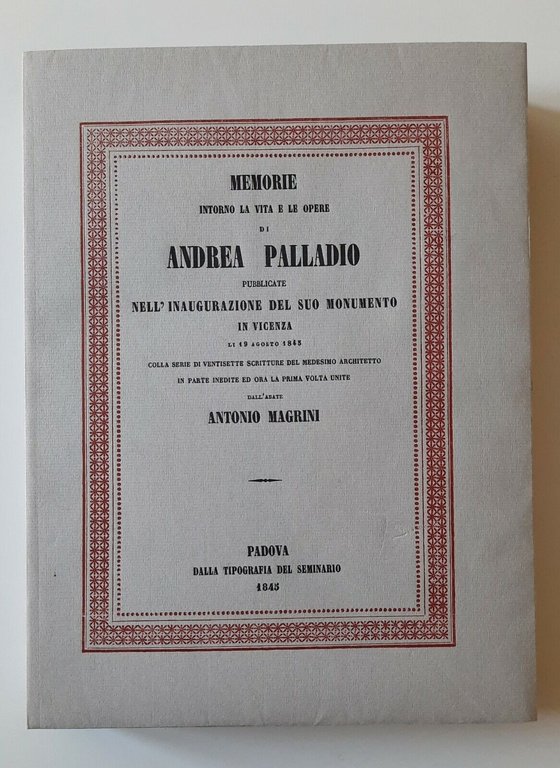 MEMORIE
INTORNO LA VITA E LE OPERE
DI
ANDREA PALLADIO
PUBBLICATE
NELL'INAUGURAZIONE DEL SUO MONUMENTO
IN VICENZA
LI 19 AGOSTO 1845
COLLA SERIE DI VENTISETTE SCRITTURE DEL MEDESIMO ARCHITETTO
IN PARTE INEDITE ED ORA LA PRIMA VOLTA UNITE
DALL'ABATE
ANTONIO MAGRINI
PADOVA
DALLA TIPOGRAFIA DEL SEMINARIO
1845